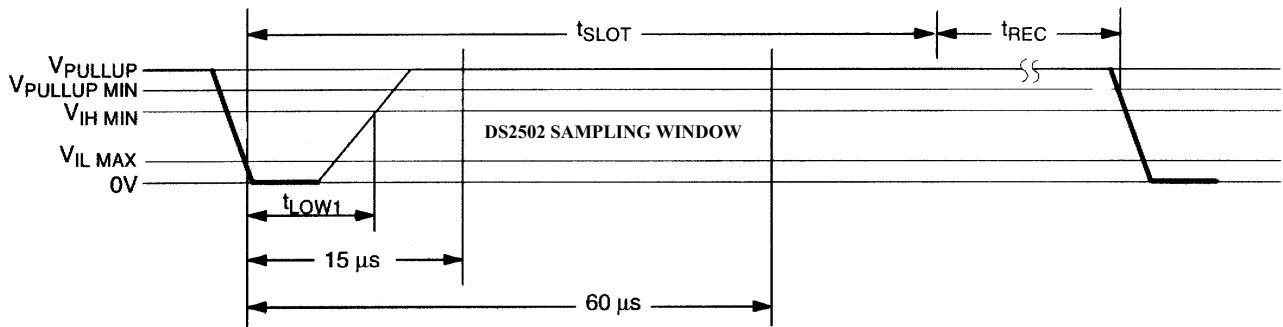 tSLOT
tREC
VPULLUP
VPULLUP MIN
VIH MIN
DS2502 SAMPLING WINDOW
VIL MAX
0V
tLOW1
15 μs
60 μs